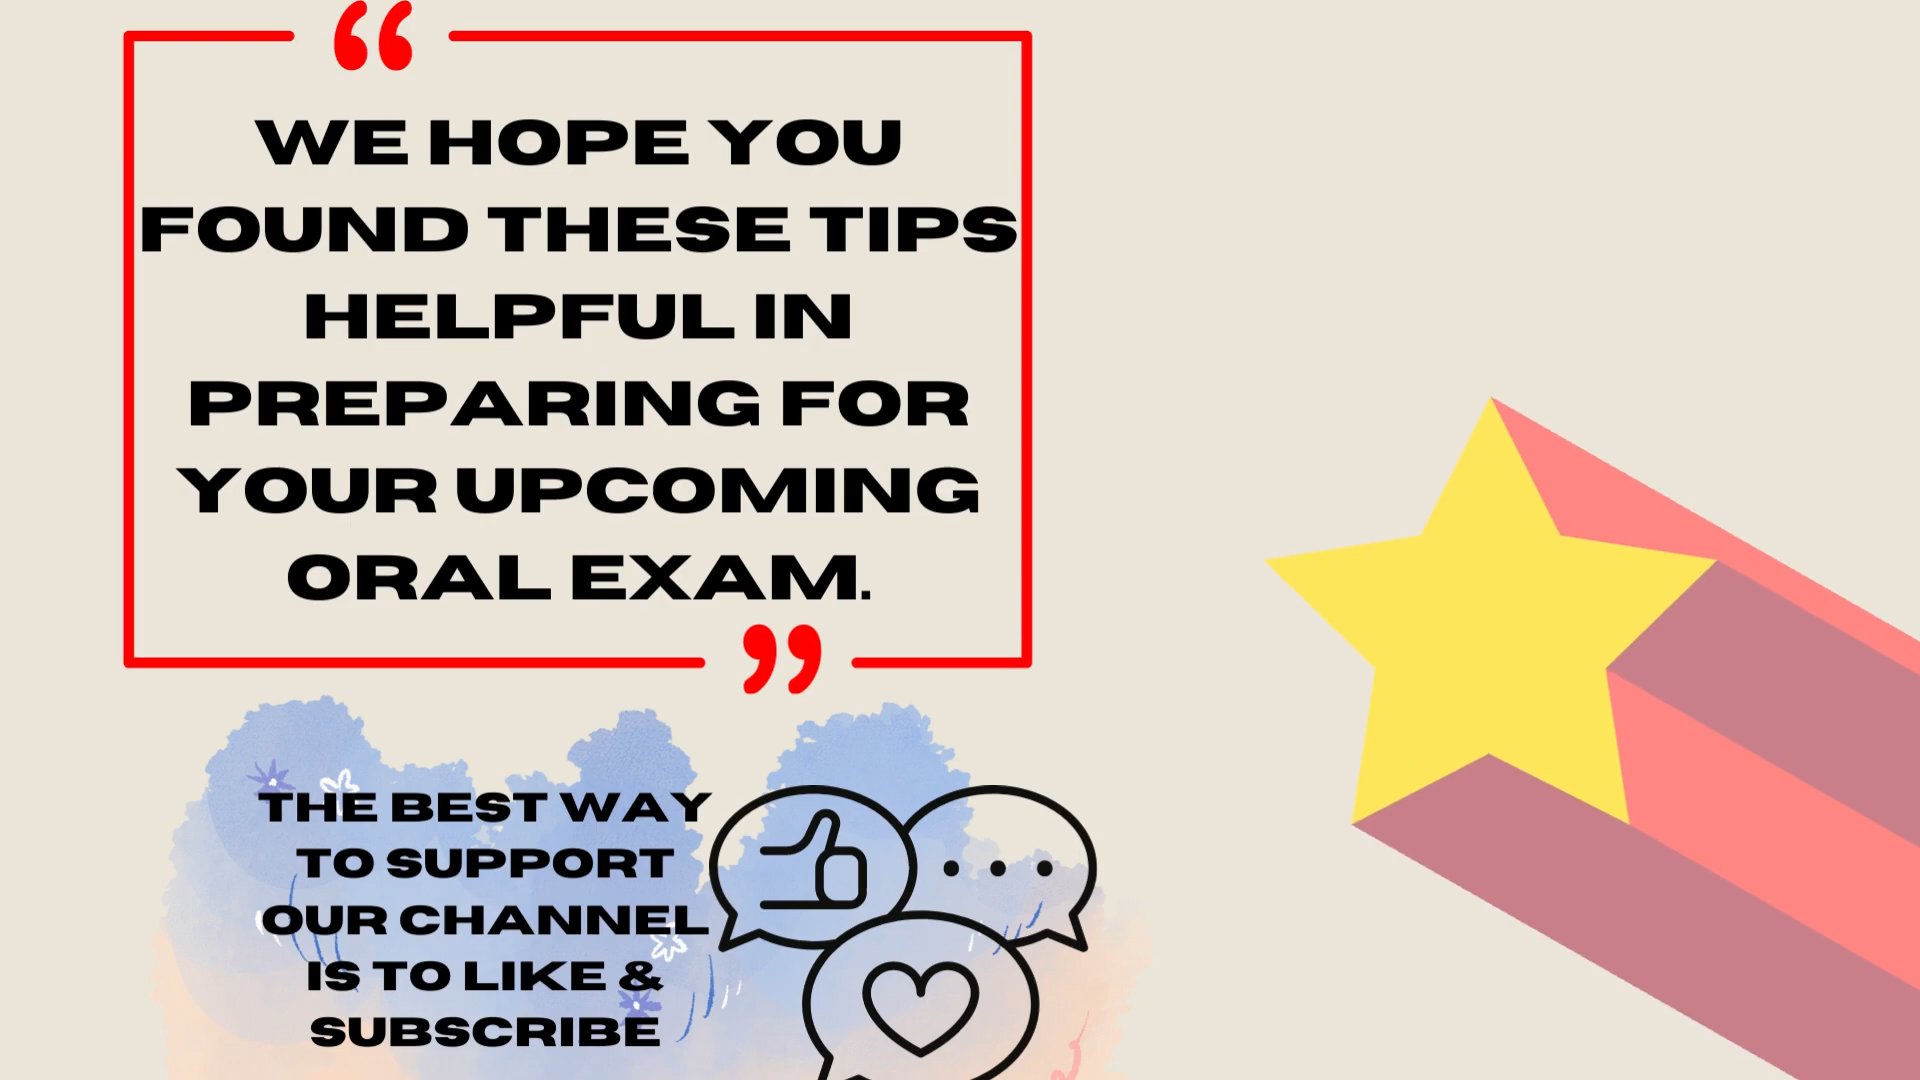 “
WE HOPE YOU
FOUND THESE TIPS
HELPFUL IN
PREPARING FOR
YOUR UPCOMING
ORAL EXAM.
”
THE BEST WAY
TO SUPPORT
OUR CHANNEL
IS TO LIKE &
SUBSCRIBE